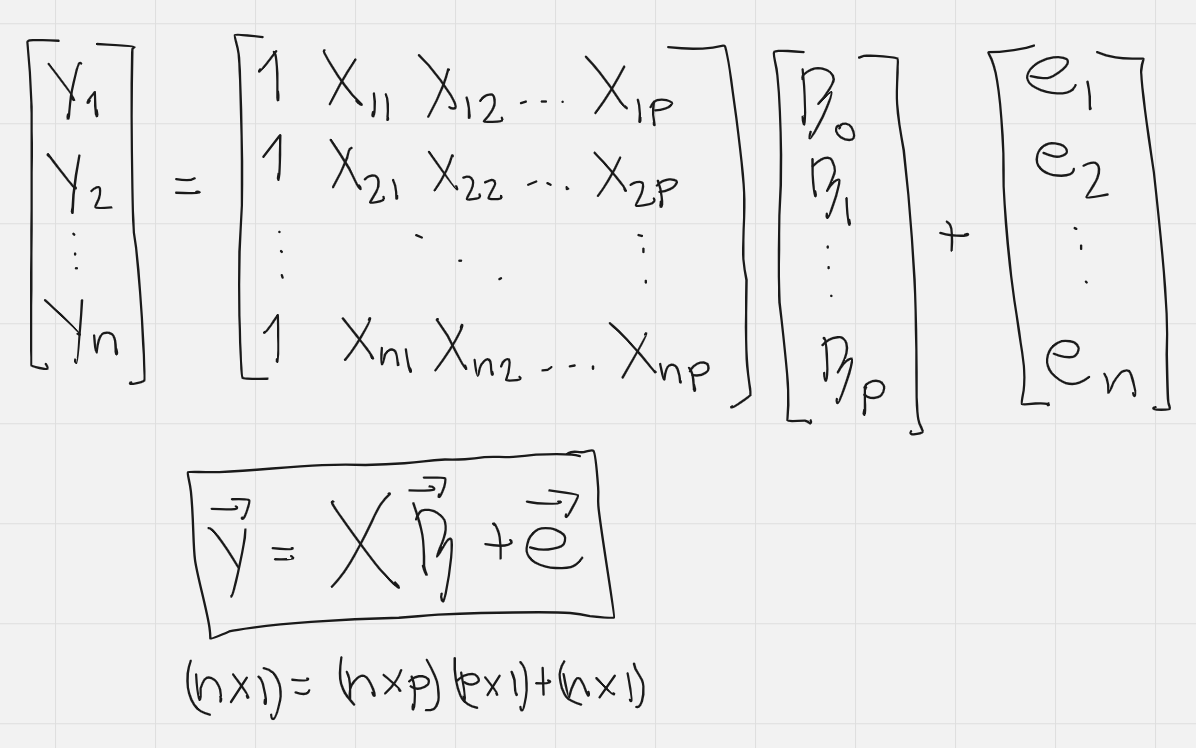 [y₁] = [1 X₁₁ X₁₂ ... X₁ₚ] [β₀] + [e₁]
[y₂] = [1 X₂₁ X₂₂ ... X₂ₚ] [β₁] + [e₂]
[⋮] [⋮ ⋱ ⋮] [⋮] [⋮]
[yₙ] [1 Xₙ₁ Xₙ₂ ... Xₙₚ] [βₚ] [eₙ]
y⃗ = X β⃗ + e⃗
(n×1) = (n×p)(p×1)+(n×1)